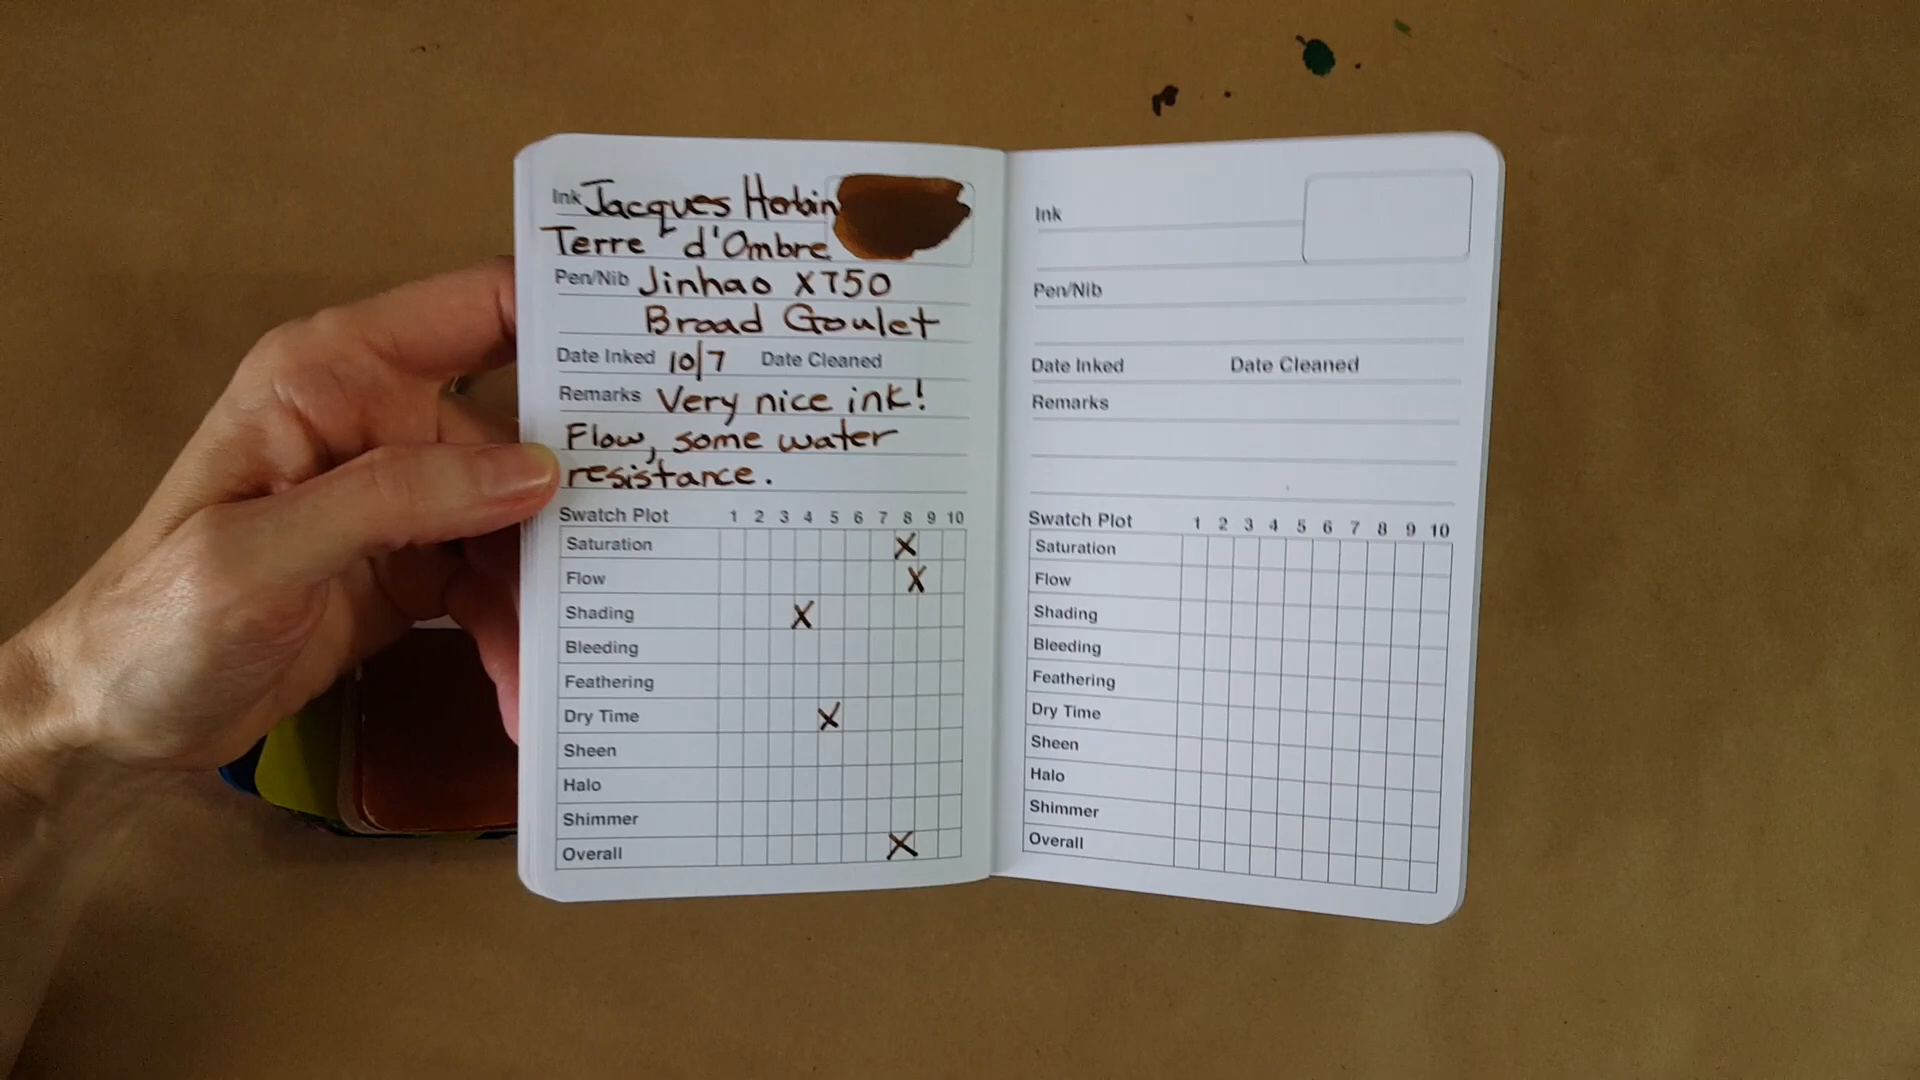 Ink Jacques Herbin
Terre d'Ombre
Pen/Nib Jinhao X750
Broad Goulet
Date Inked 10/7 Date Cleaned
Remarks Very nice ink!
Flow, some water
resistance.
Swatch Plot 1 2 3 4 5 6 7 8 9 10
Saturation X
Flow X
Shading X
Bleeding
Feathering
Dry Time X
Sheen
Halo
Shimmer
Overall X
Ink
Pen/Nib
Date Inked Date Cleaned
Remarks
Swatch Plot 1 2 3 4 5 6 7 8 9 10
Saturation
Flow
Shading
Bleeding
Feathering
Dry Time
Sheen
Halo
Shimmer
Overall